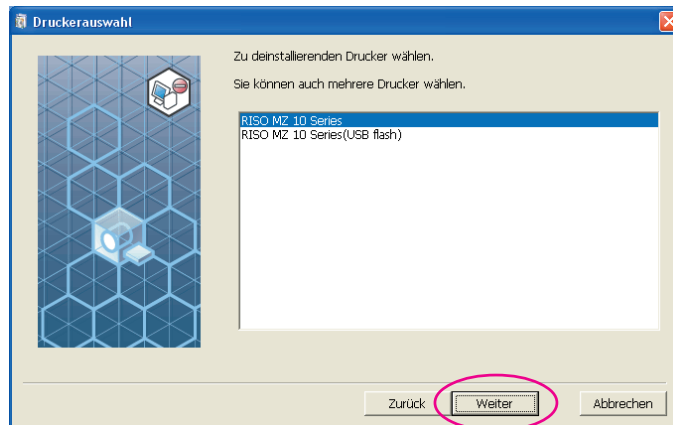 Druckerauswahl
Zu deinstallierenden Drucker wählen.
Sie können auch mehrere Drucker wählen.
RISO MZ 10 Series
RISO MZ 10 Series(USB flash)
Zurück Weiter Abbrechen